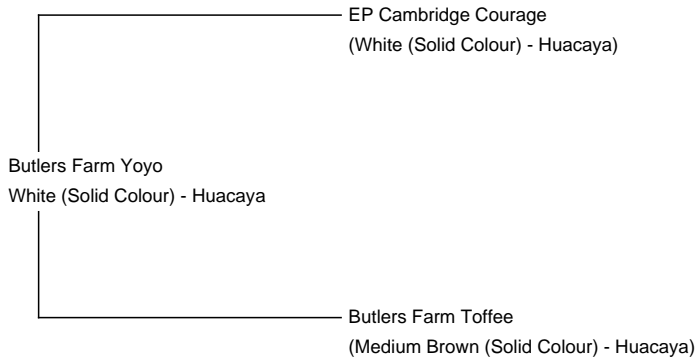 EP Cambridge Courage
(White (Solid Colour) - Huacaya)
Butlers Farm Yoyo
White (Solid Colour) - Huacaya
Butlers Farm Toffee
(Medium Brown (Solid Colour) - Huacaya)